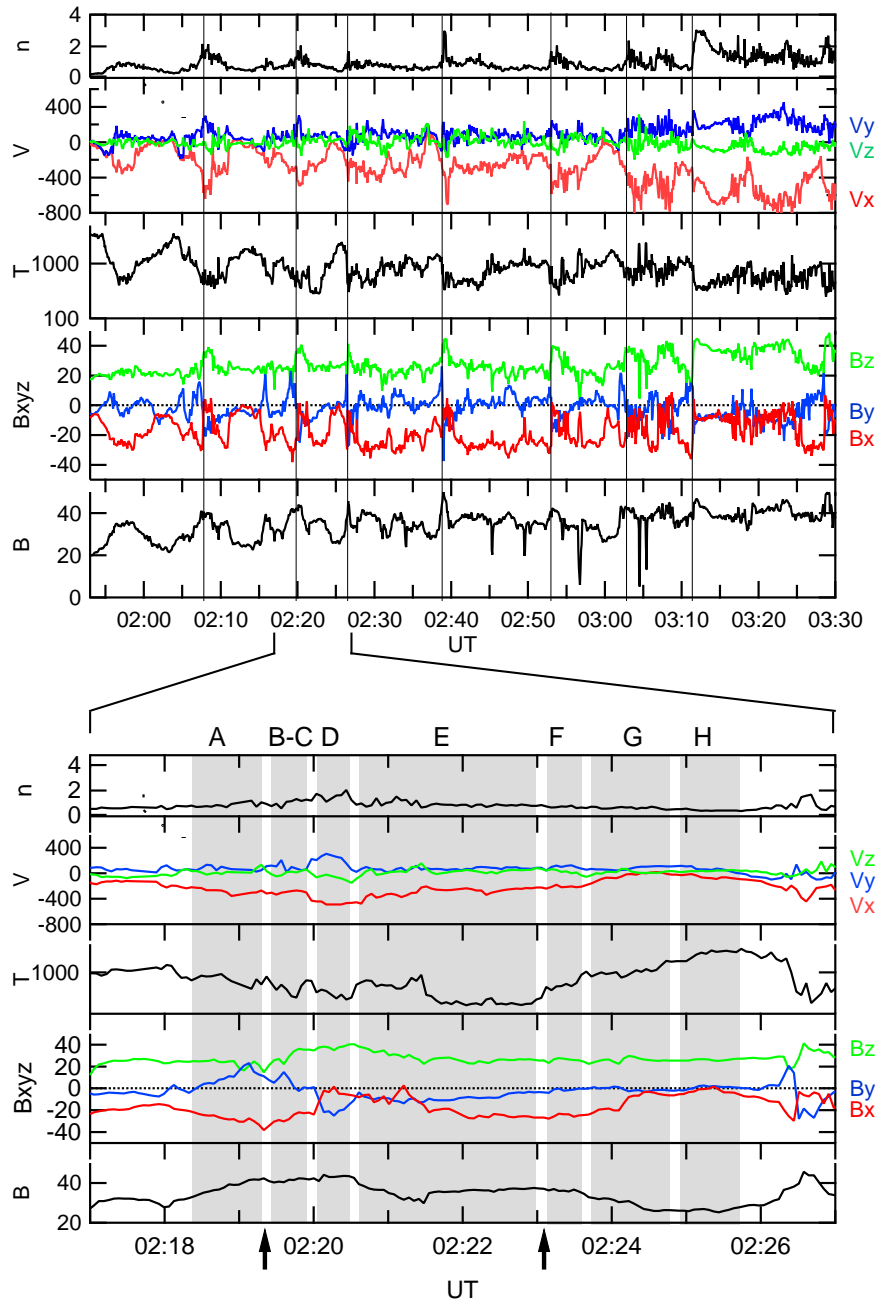 4
2
0
n
400
0
-400
-800
V
Vy
Vz
Vx
1000
100
T
40
20
0
-20
-40
Bxyz
Bz
By
Bx
40
20
0
B
02:00 02:10 02:20 02:30 02:40 02:50 03:00 03:10 03:20 03:30
UT
A B-C D E F G H
4
2
0
n
400
0
-400
-800
V
Vz
Vy
Vx
1000
T
40
20
0
-20
-40
Bxyz
Bz
By
Bx
40
20
B
02:18 02:20 02:22 02:24 02:26
UT